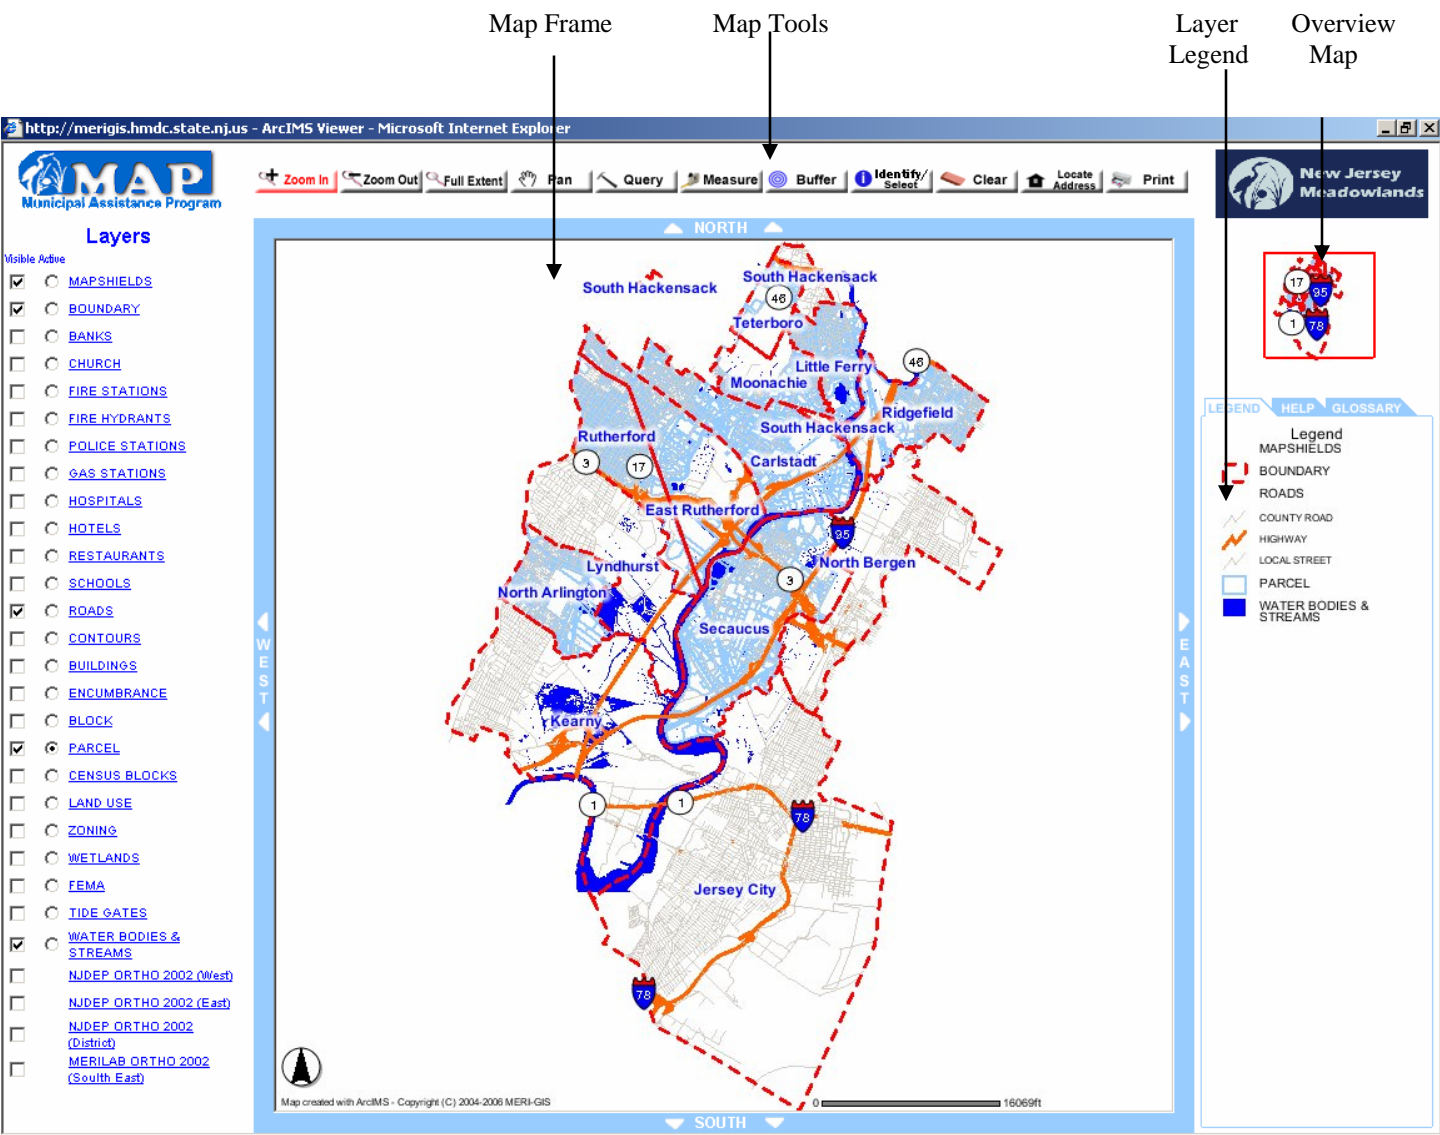 Map Frame
Map Tools
Layer
Legend
Overview
Map
http://merigis.hmdc.state.nj.us - ArcIMS Viewer - Microsoft Internet Explorer
MAP
Municipal Assistance Program
Zoom In
Zoom Out
Full Extent
Pan
Query
Measure
Buffer
Identify/
Select
Clear
Locate
Address
Print
New Jersey
Meadowlands
Layers
Visible Active
MAPSHIELDS
BOUNDARY
BANKS
CHURCH
FIRE STATIONS
FIRE HYDRANTS
POLICE STATIONS
GAS STATIONS
HOSPITALS
HOTELS
RESTAURANTS
SCHOOLS
ROADS
CONTOURS
BUILDINGS
ENCUMBRANCE
BLOCK
PARCEL
CENSUS BLOCKS
LAND USE
ZONING
WETLANDS
FEMA
TIDE GATES
WATER BODIES &
STREAMS
NJDEP ORTHO 2002 (West)
NJDEP ORTHO 2002 (East)
NJDEP ORTHO 2002
(District)
MERILAB ORTHO 2002
(Soulth East)
NORTH
WEST
EAST
SOUTH
South Hackensack
South Hackensack
46
Teterboro
Little Ferry
46
Moonachie
Ridgefield
South Hackensack
Rutherford
3
17
Carlstadt
East Rutherford
95
Lyndhurst
North Bergen
3
North Arlington
Secaucus
Kearny
1
1
78
Jersey City
78
Map created with ArcIMS - Copyright (C) 2004-2006 MERI-GIS
0
16069ft
17
95
1
78
LEGEND
HELP
GLOSSARY
Legend
MAPSHIELDS
BOUNDARY
ROADS
COUNTY ROAD
HIGHWAY
LOCAL STREET
PARCEL
WATER BODIES &
STREAMS